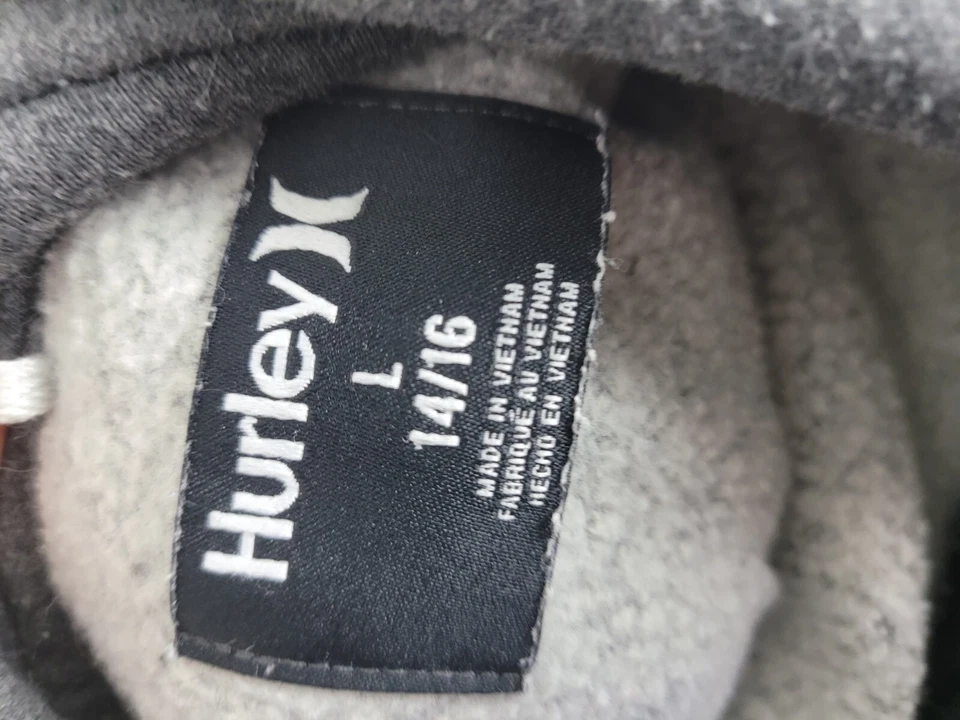 Hurley
L
14/16
MADE IN VIETNAM
FABRIQUÉ AU VIETNAM
HECHO EN VIETNAM